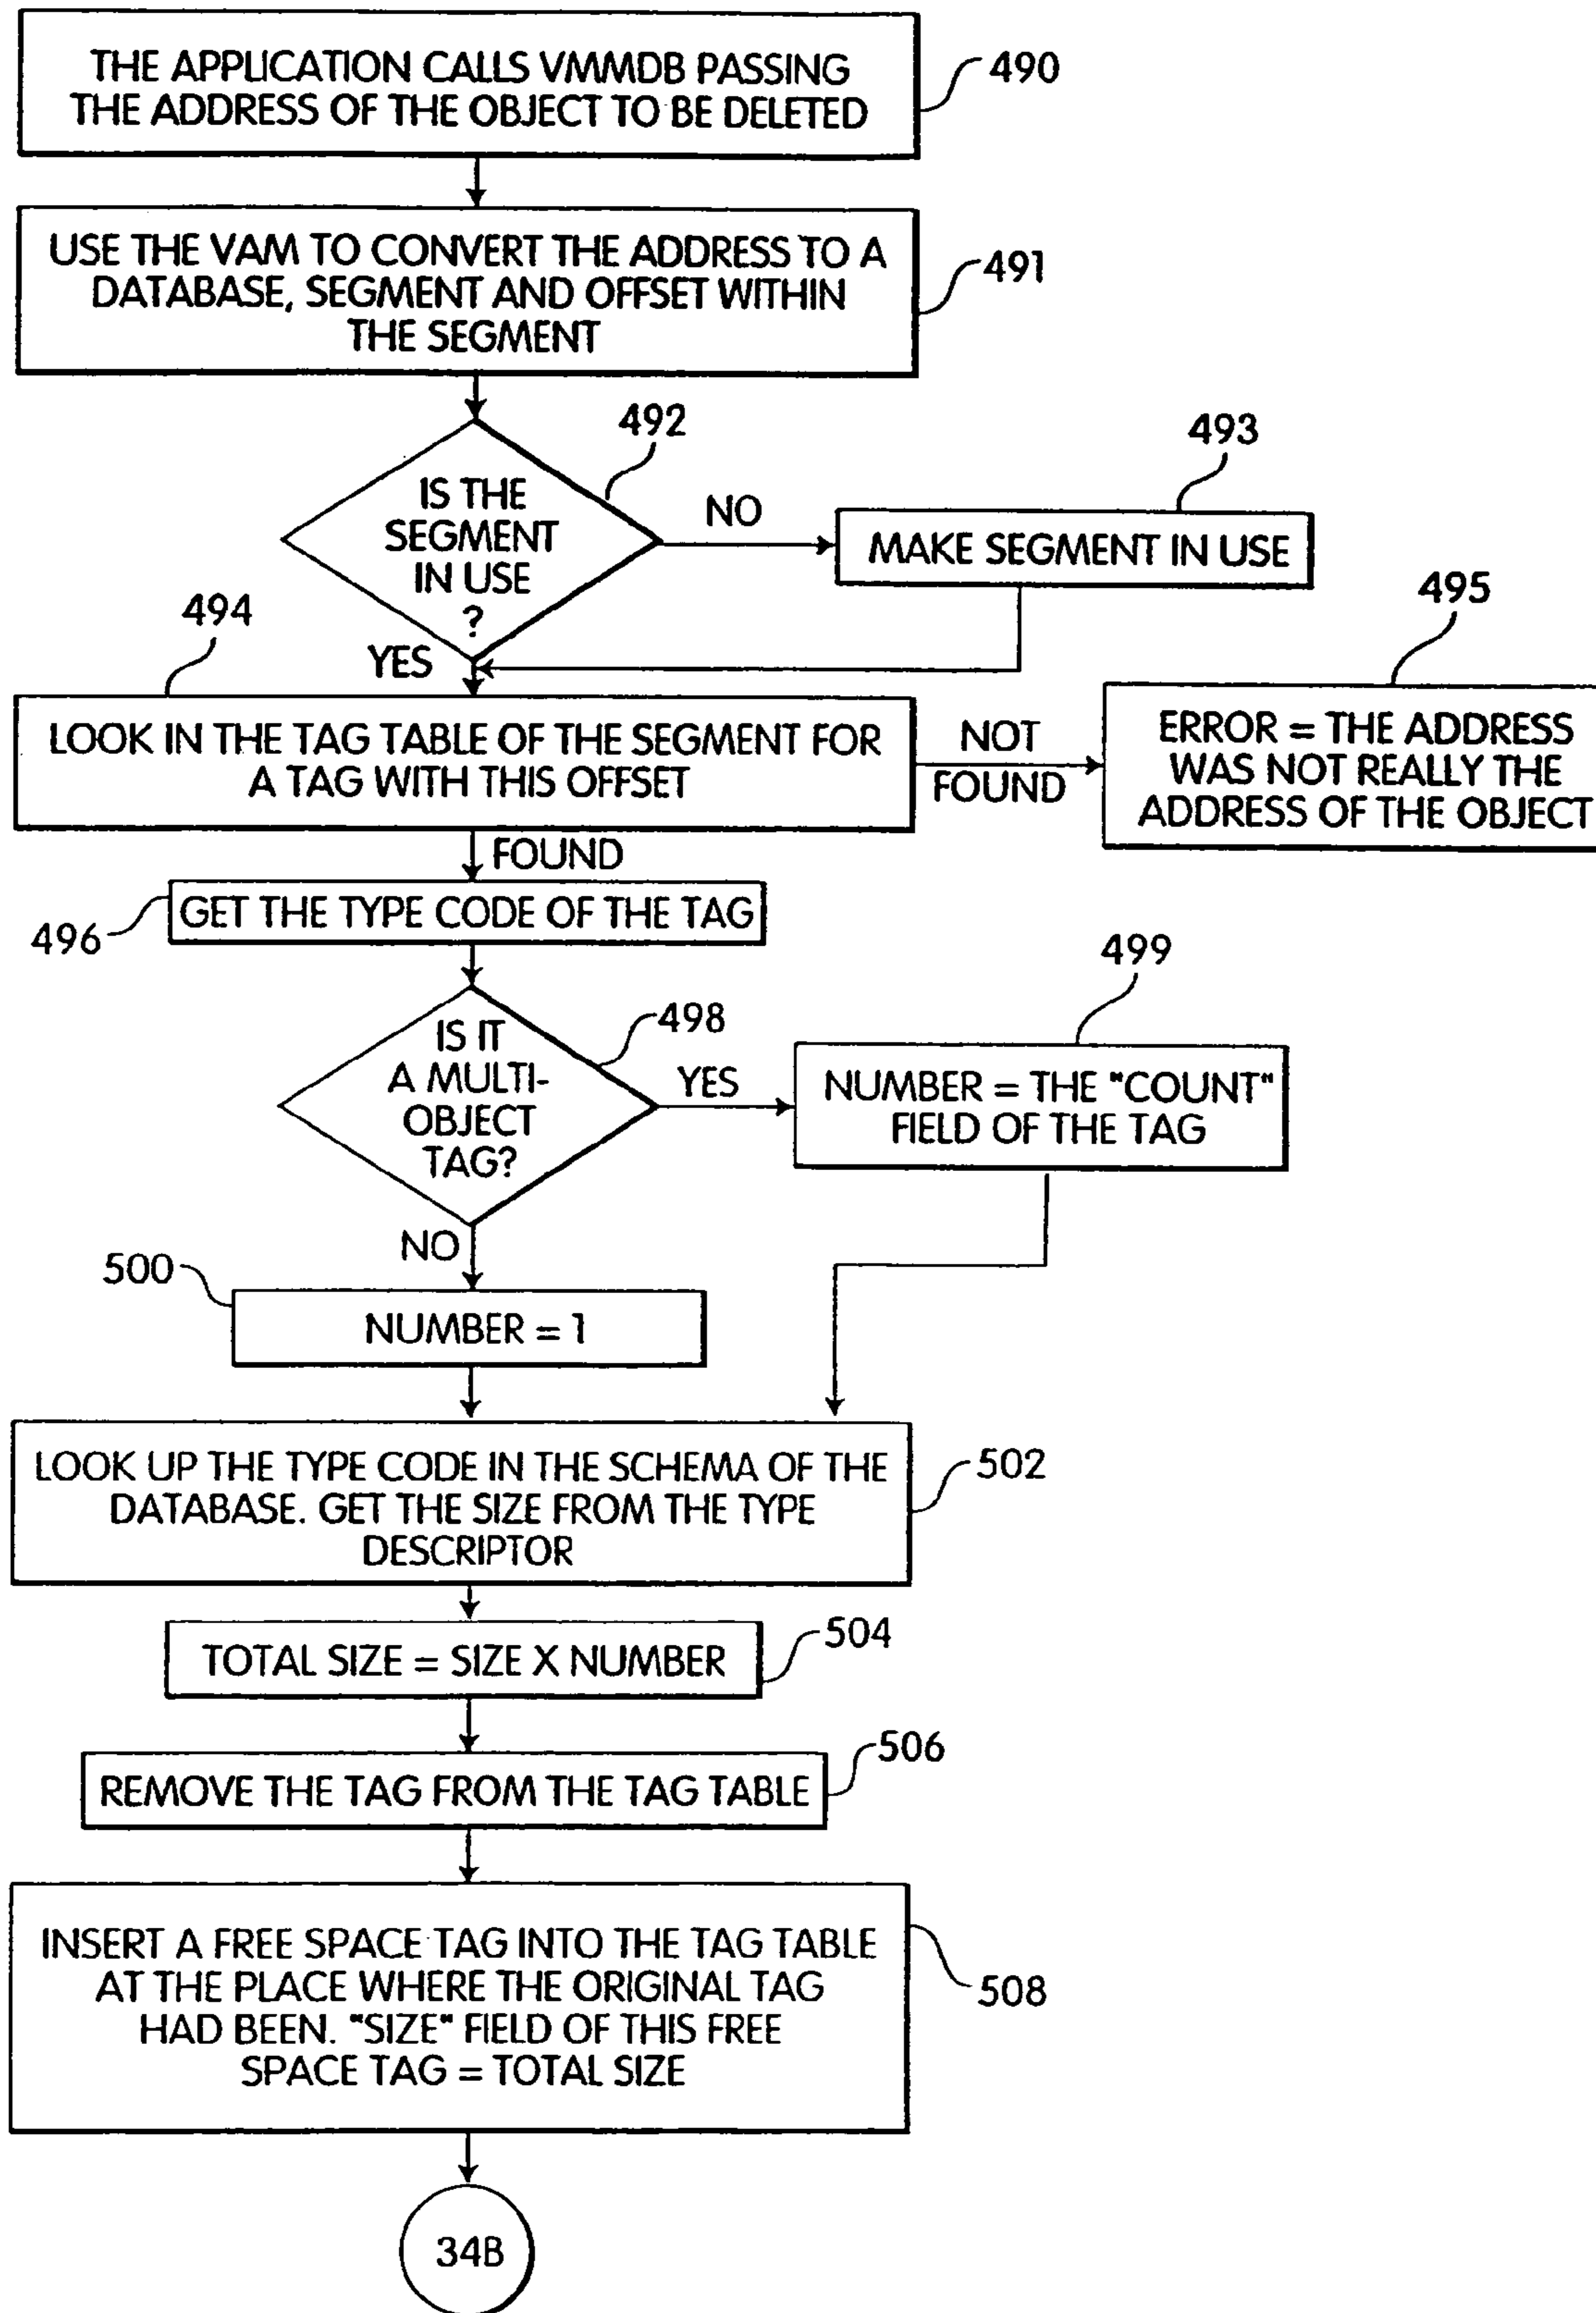 THE APPLICATION CALLS VMMDB PASSING
THE ADDRESS OF THE OBJECT TO BE DELETED
490
USE THE VAM TO CONVERT THE ADDRESS TO A
DATABASE, SEGMENT AND OFFSET WITHIN
THE SEGMENT
491
492
IS THE
SEGMENT
IN USE
?
NO
493
MAKE SEGMENT IN USE
YES
494
LOOK IN THE TAG TABLE OF THE SEGMENT FOR
A TAG WITH THIS OFFSET
NOT
FOUND
495
ERROR = THE ADDRESS
WAS NOT REALLY THE
ADDRESS OF THE OBJECT
FOUND
GET THE TYPE CODE OF THE TAG
496
498
IS IT
A MULTI-
OBJECT
TAG?
YES
499
NUMBER = THE "COUNT"
FIELD OF THE TAG
NO
500
NUMBER = 1
LOOK UP THE TYPE CODE IN THE SCHEMA OF THE
DATABASE. GET THE SIZE FROM THE TYPE
DESCRIPTOR
502
TOTAL SIZE = SIZE X NUMBER
504
REMOVE THE TAG FROM THE TAG TABLE
506
INSERT A FREE SPACE TAG INTO THE TAG TABLE
AT THE PLACE WHERE THE ORIGINAL TAG
HAD BEEN. "SIZE" FIELD OF THIS FREE
SPACE TAG = TOTAL SIZE
508
34B